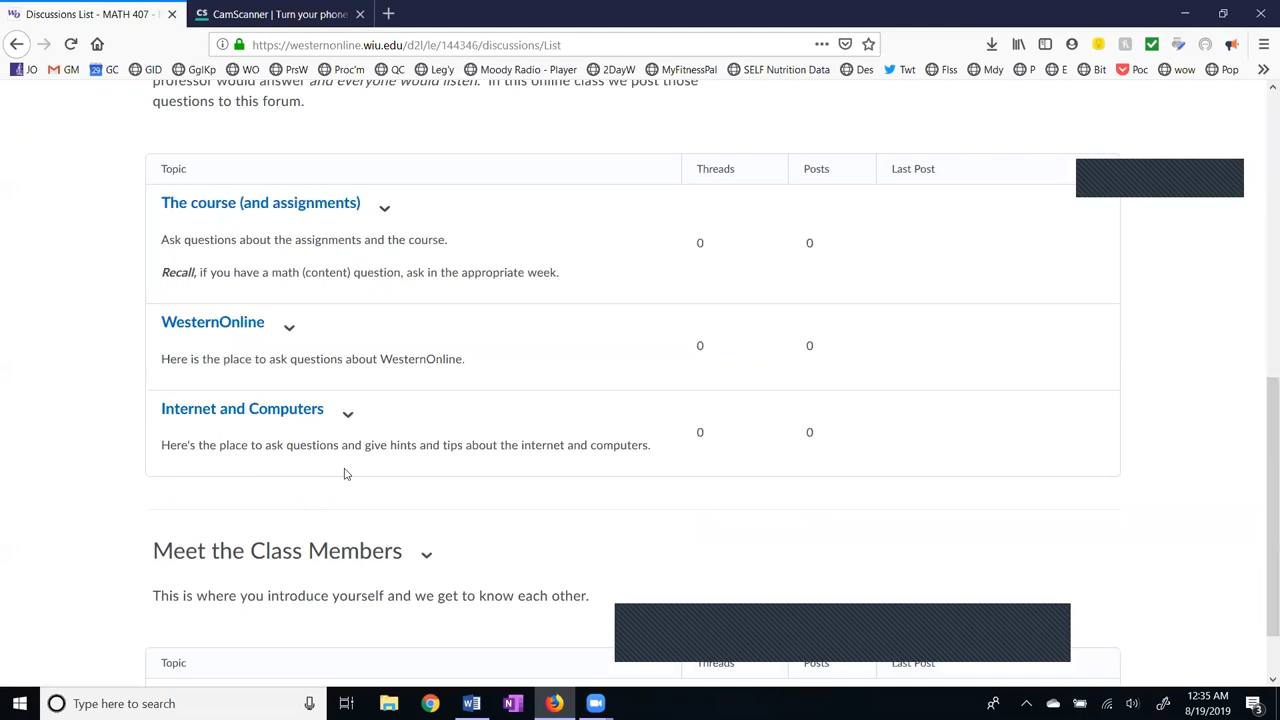 Discussions List - MATH 407 -
CamScanner | Turn your phone
https://westernonline.wiu.edu/d2l/le/144346/discussions/List
JO GM GC GID GglKp WO PrsW Proc'm QC Leg'y Moody Radio - Player 2DayW MyFitnessPal SELF Nutrition Data Des Twt Flss Mdy P E Bit Poc wow Pop
professor would answer and everyone would listen. In this online class we post those
questions to this forum.
Topic Threads Posts Last Post
The course (and assignments)
Ask questions about the assignments and the course.
0 0
Recall, if you have a math (content) question, ask in the appropriate week.
WesternOnline
0 0
Here is the place to ask questions about WesternOnline.
Internet and Computers
0 0
Here's the place to ask questions and give hints and tips about the internet and computers.
Meet the Class Members
This is where you introduce yourself and we get to know each other.
Topic Threads Posts Last Post
Type here to search
12:35 AM
8/19/2019
3